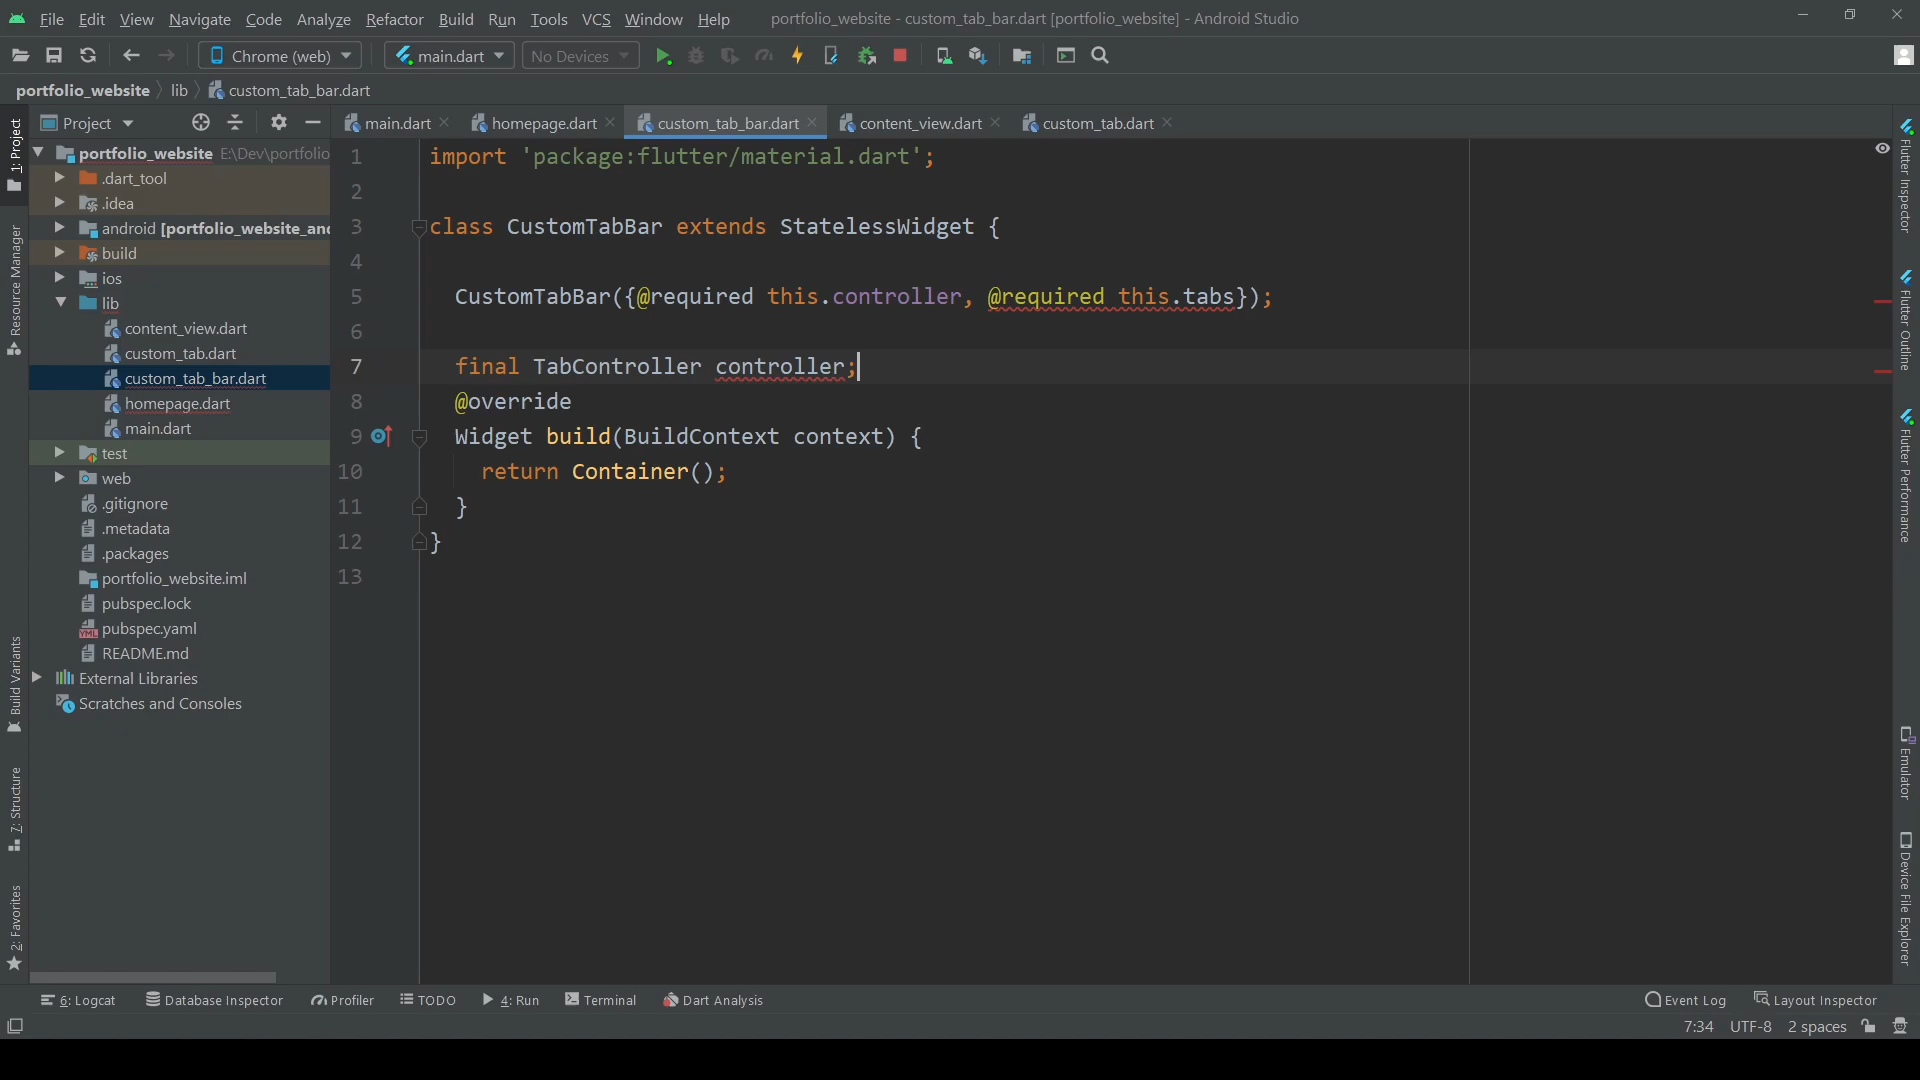 File Edit View Navigate Code Analyze Refactor Build Run Tools VCS Window Help portfolio_website - custom_tab_bar.dart [portfolio_website] - Android Studio
Chrome (web) main.dart No Devices
portfolio_website lib custom_tab_bar.dart
Project main.dart homepage.dart custom_tab_bar.dart content_view.dart custom_tab.dart
portfolio_website E:\Dev\portfolio
.dart_tool
.idea
android [portfolio_website_and
build
ios
lib
content_view.dart
custom_tab.dart
custom_tab_bar.dart
homepage.dart
main.dart
test
web
.gitignore
.metadata
.packages
portfolio_website.iml
pubspec.lock
pubspec.yaml
README.md
External Libraries
Scratches and Consoles
1 import 'package:flutter/material.dart';
2
3 class CustomTabBar extends StatelessWidget {
4
5 CustomTabBar({@required this.controller, @required this.tabs});
6
7 final TabController controller;
8 @override
9 Widget build(BuildContext context) {
10 return Container();
11 }
12 }
13
1: Project
Resource Manager
Build Variants
7: Structure
2: Favorites
Flutter Inspector
Flutter Outline
Flutter Performance
Emulator
Device File Explorer
6: Logcat Database Inspector Profiler TODO 4: Run Terminal Dart Analysis Event Log Layout Inspector
7:34 UTF-8 2 spaces